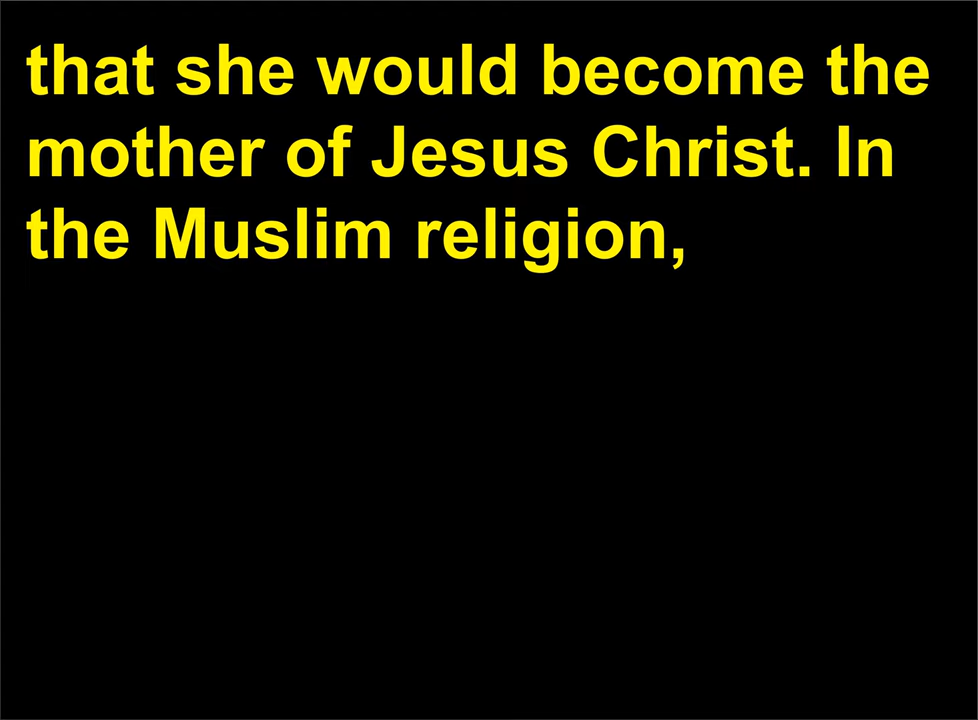 that she would become the
mother of Jesus Christ. In
the Muslim religion,